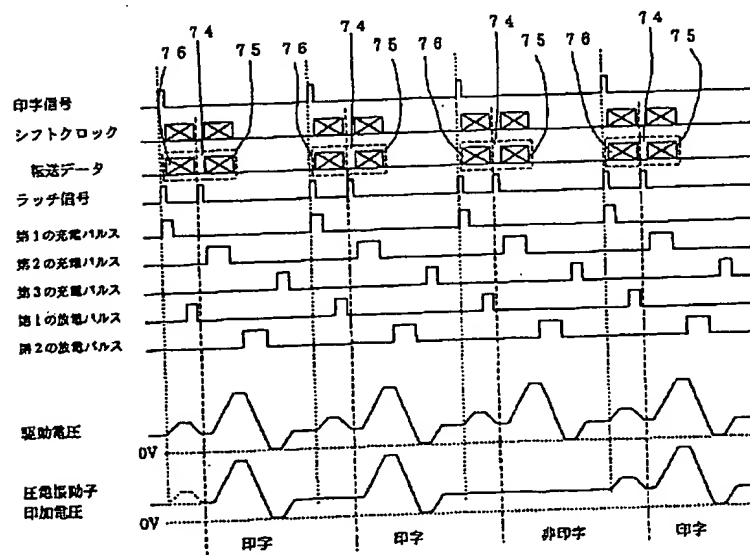 76 74 75 76 74 75 76 74 75 76 74 75
印字信号
シフトクロック
転送データ
ラッチ信号
第1の充電パルス
第2の充電パルス
第3の充電パルス
第1の放電パルス
第2の放電パルス
駆動電圧
0V
圧電振動子
印加電圧
0V
印字 印字 非印字 印字